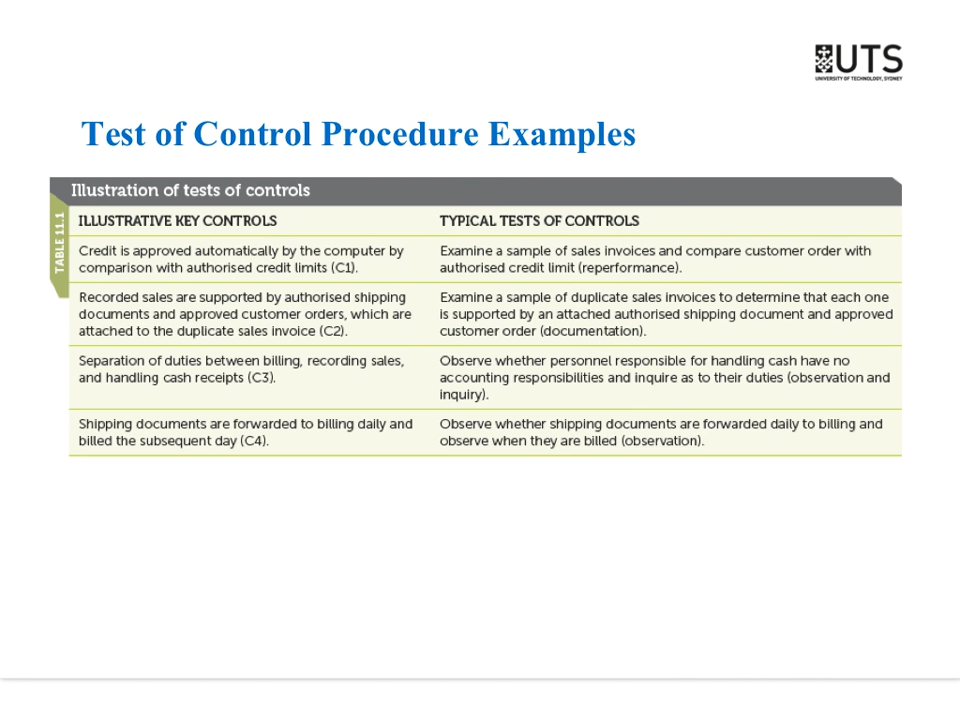 UTS
UNIVERSITY OF TECHNOLOGY, SYDNEY
Test of Control Procedure Examples
Illustration of tests of controls
TABLE 11.1
ILLUSTRATIVE KEY CONTROLS
TYPICAL TESTS OF CONTROLS
Credit is approved automatically by the computer by
comparison with authorised credit limits (C1).
Examine a sample of sales invoices and compare customer order with
authorised credit limit (reperformance).
Recorded sales are supported by authorised shipping
documents and approved customer orders, which are
attached to the duplicate sales invoice (C2).
Examine a sample of duplicate sales invoices to determine that each one
is supported by an attached authorised shipping document and approved
customer order (documentation).
Separation of duties between billing, recording sales,
and handling cash receipts (C3).
Observe whether personnel responsible for handling cash have no
accounting responsibilities and inquire as to their duties (observation and
inquiry).
Shipping documents are forwarded to billing daily and
billed the subsequent day (C4).
Observe whether shipping documents are forwarded daily to billing and
observe when they are billed (observation).